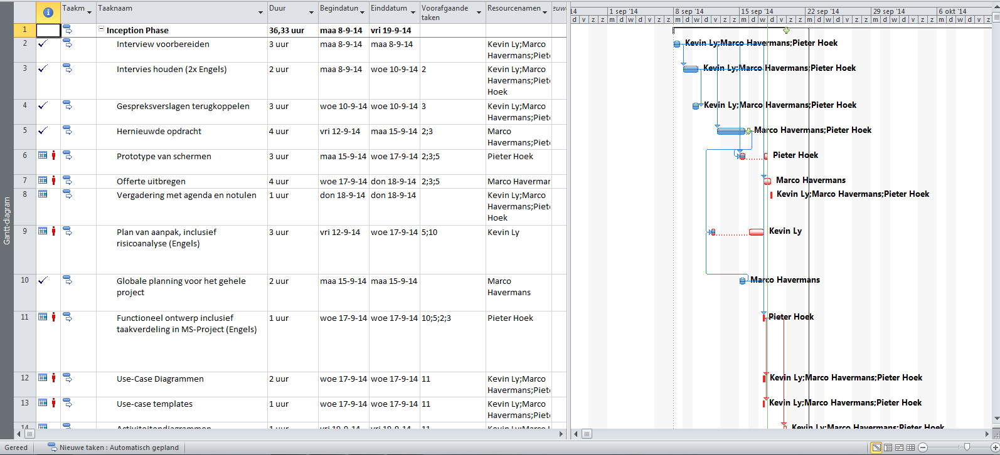 Taakm Taaknaam Duur Begindatun Einddatum Voorafgaande taken Resourcenamen
1 Inception Phase 36,33 uur maa 8-9-14 vri 19-9-14
2 Interview voorbereiden 3 uur maa 8-9-14 maa 8-9-14 Kevin Ly;Marco
Havermans;Piet
3 Intervies houden (2x Engels) 2 uur maa 8-9-14 woe 10-9-14 2 Kevin Ly;Marco
Havermans;Piet
Hoek
4 Gespreksverslagen terugkoppelen 3 uur woe 10-9-14 woe 10-9-14 3 Kevin Ly;Marco
Havermans;Piet
5 Hernieuwde opdracht 4 uur vri 12-9-14 maa 15-9-14 2;3 Marco
Havermans;Piet
6 Prototype van schermen 3 uur maa 15-9-14 woe 17-9-14 2;3;5 Pieter Hoek
7 Offerte uitbregen 4 uur woe 17-9-14 don 18-9-14 2;3;5 Marco Havermar
8 Vergadering met agenda en notulen 1 uur don 18-9-14 don 18-9-14 Kevin Ly;Marco
Havermans;Piet
Hoek
9 Plan van aanpak, inclusief 3 uur vri 12-9-14 woe 17-9-14 5;10 Kevin Ly
risicoanalyse (Engels)
10 Globale planning voor het gehele 2 uur maa 15-9-14 maa 15-9-14 Marco
project Havermans
11 Functioneel ontwerp inclusief 1 uur woe 17-9-14 woe 17-9-14 10;5;2;3 Pieter Hoek
taakverdeling in MS-Project (Engels)
12 Use-Case Diagrammen 2 uur woe 17-9-14 woe 17-9-14 11 Kevin Ly;Marco
Havermans;Piet
13 Use-case templates 1 uur woe 17-9-14 woe 17-9-14 11 Kevin Ly;Marco
Havermans;Piet
14 Activiteitendiagrammen 1 uur vri 19-9-14 vri 19-9-14 11 Kevin Ly;Marco
Gantt-diagram
14 1 sep '14 8 sep '14 15 sep '14 22 sep '14 29 sep '14 6 okt '14
d v z z m d w d v z z m d w d v z z m d w d v z z m d w d v z z m d w d v z z m d w d v z
Kevin Ly;Marco Havermans;Pieter Hoek
Kevin Ly;Marco Havermans;Pieter Hoek
Kevin Ly;Marco Havermans;Pieter Hoek
Marco Havermans;Pieter Hoek
Pieter Hoek
Marco Havermans
Kevin Ly;Marco Havermans;Pieter Hoek
Kevin Ly
Marco Havermans
Pieter Hoek
Kevin Ly;Marco Havermans;Pieter Hoek
Kevin Ly;Marco Havermans;Pieter Hoek
Kevin Ly;Marco Havermans;Pieter Hoek
Gereed Nieuwe taken : Automatisch gepland